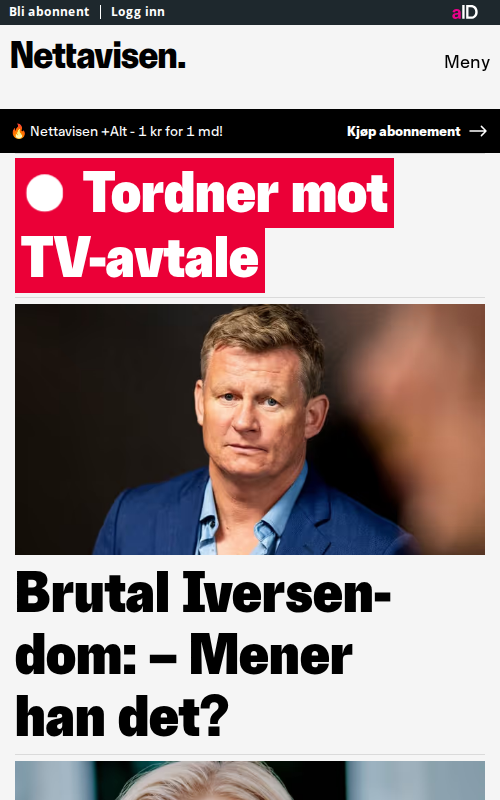 Bli abonnent | Logg inn
aID
Nettavisen.
Meny
🔥 Nettavisen +Alt - 1 kr for 1 md!
Kjøp abonnement →
Tordner mot
TV-avtale
Brutal Iversen-
dom: – Mener
han det?